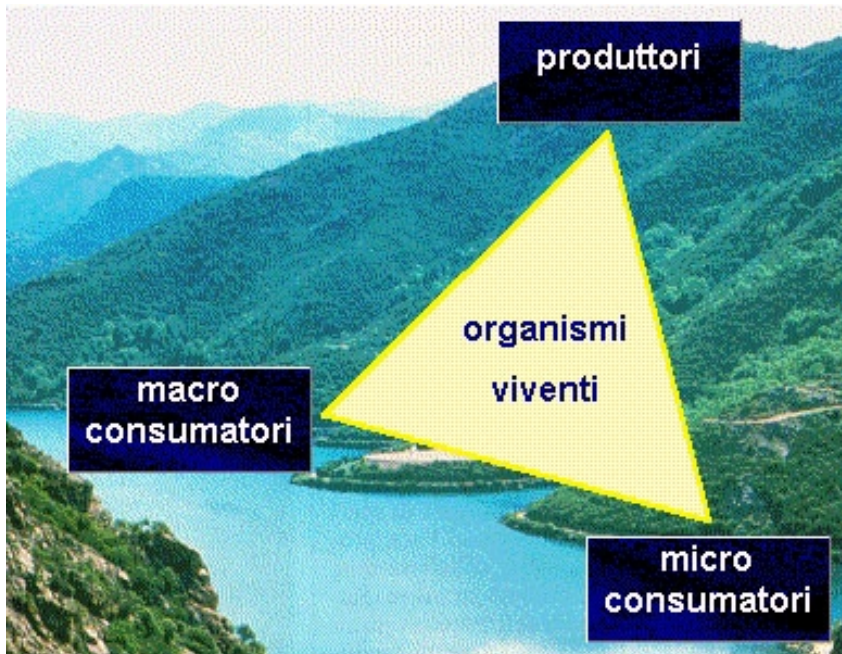 produttori
organismi
viventi
macro
consumatori
micro
consumatori